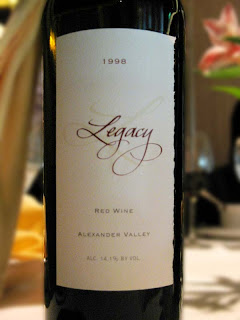 1998
Legacy
RED WINE
ALEXANDER VALLEY
ALC. 14.1% BY VOL.